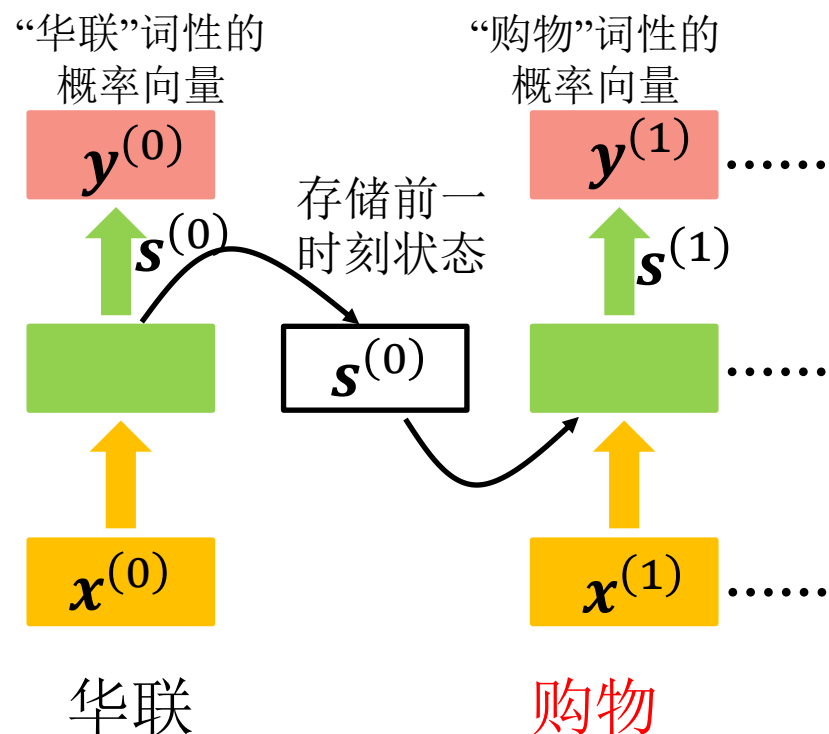 “华联”词性的
概率向量
“购物”词性的
概率向量
y^(0)
y^(1)
……
存储前一
时刻状态
s^(0)
s^(1)
s^(0)
……
x^(0)
x^(1)
……
华联
购物